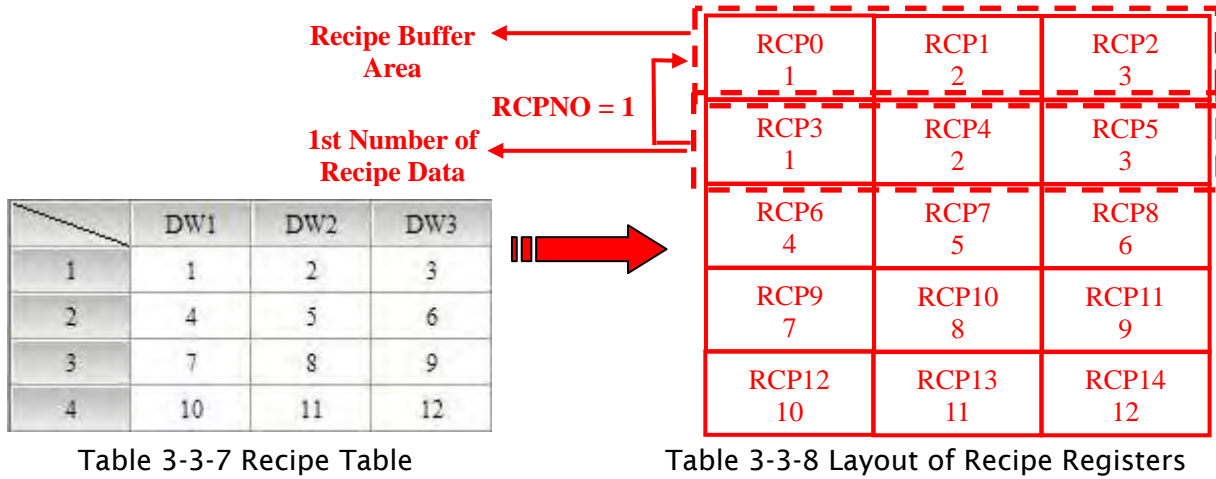 Recipe Buffer
Area
RCPNO = 1
1st Number of
Recipe Data
DW1 DW2 DW3
1 1 2 3
2 4 5 6
3 7 8 9
4 10 11 12
Table 3-3-7 Recipe Table
RCP0 RCP1 RCP2
1 2 3
RCP3 RCP4 RCP5
1 2 3
RCP6 RCP7 RCP8
4 5 6
RCP9 RCP10 RCP11
7 8 9
RCP12 RCP13 RCP14
10 11 12
Table 3-3-8 Layout of Recipe Registers